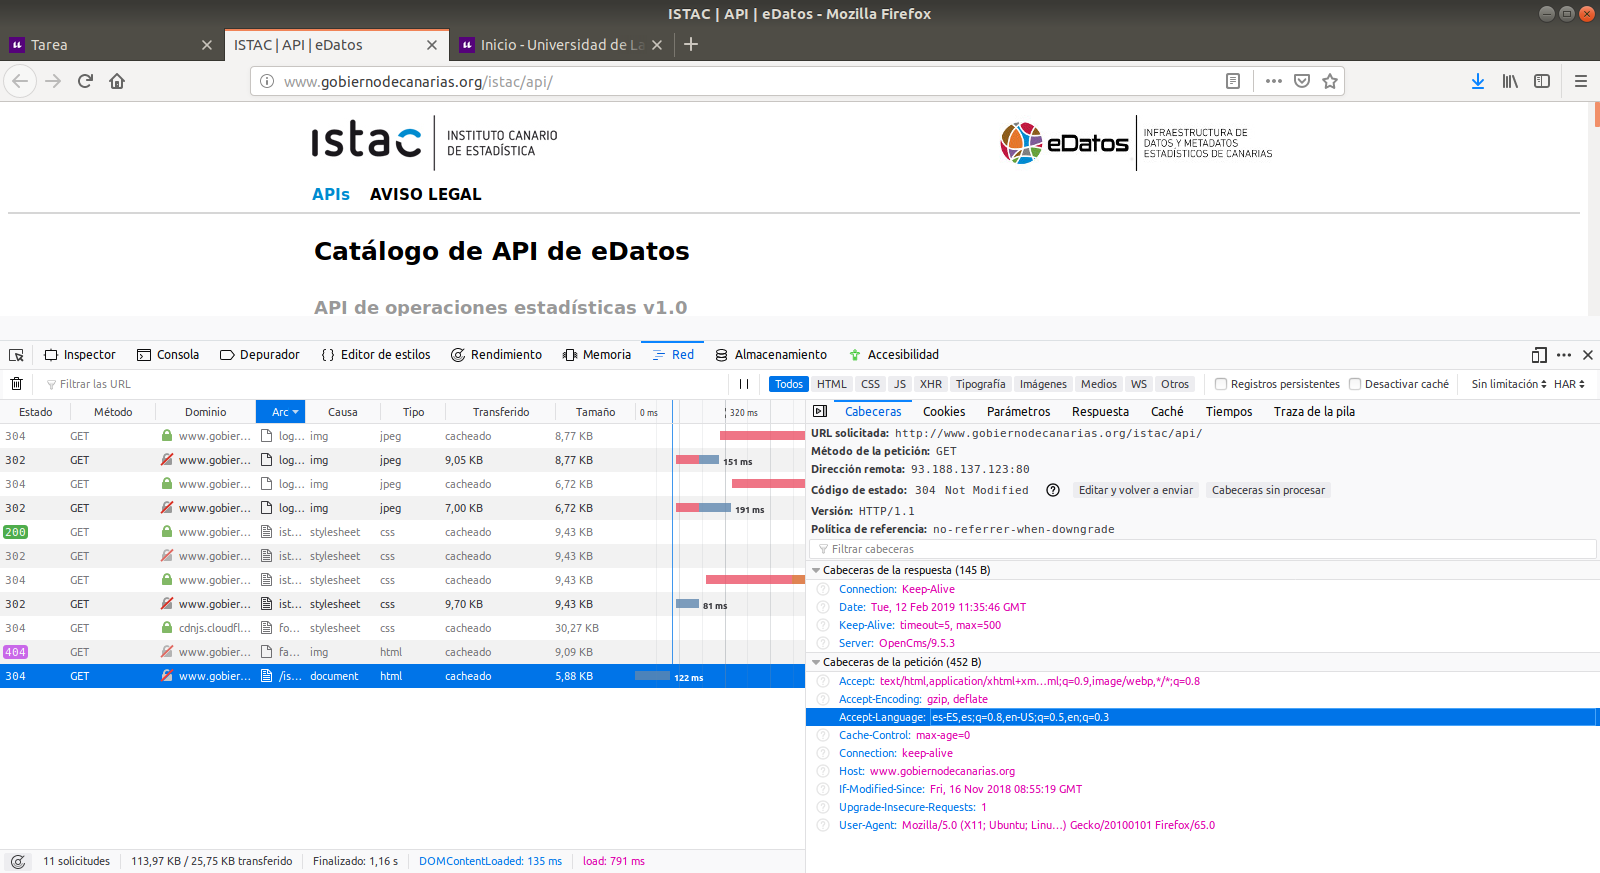 ISTAC | API | eDatos - Mozilla Firefox
Tarea
ISTAC | API | eDatos
Inicio - Universidad de La
www.gobiernodecanarias.org/istac/api/
istac INSTITUTO CANARIO DE ESTADÍSTICA
eDatos INFRAESTRUCTURA DE DATOS Y METADATOS ESTADÍSTICOS DE CANARIAS
APIs AVISO LEGAL
Catálogo de API de eDatos
API de operaciones estadísticas v1.0
Inspector Consola Depurador Editor de estilos Rendimiento Memoria Red Almacenamiento Accesibilidad
Filtrar las URL
Todos HTML CSS JS XHR Tipografía Imágenes Medios WS Otros Registros persistentes Desactivar caché Sin limitación HAR
Estado Método Dominio Arc Causa Tipo Transferido Tamaño 0 ms 320 ms
304 GET www.gobier... log... img jpeg cacheado 8,77 KB
302 GET www.gobier... log... img jpeg 9,05 KB 8,77 KB 151 ms
304 GET www.gobier... log... img jpeg cacheado 6,72 KB
302 GET www.gobier... log... img jpeg 7,00 KB 6,72 KB 191 ms
200 GET www.gobier... ist... stylesheet css cacheado 9,43 KB
302 GET www.gobier... ist... stylesheet css cacheado 9,43 KB
304 GET www.gobier... ist... stylesheet css cacheado 9,43 KB
302 GET www.gobier... ist... stylesheet css 9,70 KB 9,43 KB 81 ms
304 GET cdnjs.cloudfl... fo... stylesheet css cacheado 30,27 KB
404 GET www.gobier... fa... img html cacheado 9,09 KB
304 GET www.gobier... /is... document html cacheado 5,88 KB 122 ms
11 solicitudes 113,97 KB / 25,75 KB transferido Finalizado: 1,16 s DOMContentLoaded: 135 ms load: 791 ms
Cabeceras Cookies Parámetros Respuesta Caché Tiempos Traza de la pila
URL solicitada: http://www.gobiernodecanarias.org/istac/api/
Método de la petición: GET
Dirección remota: 93.188.137.123:80
Código de estado: 304 Not Modified Editar y volver a enviar Cabeceras sin procesar
Versión: HTTP/1.1
Política de referencia: no-referrer-when-downgrade
Filtrar cabeceras
Cabeceras de la respuesta (145 B)
Connection: Keep-Alive
Date: Tue, 12 Feb 2019 11:35:46 GMT
Keep-Alive: timeout=5, max=500
Server: OpenCms/9.5.3
Cabeceras de la petición (452 B)
Accept: text/html,application/xhtml+xm…ml;q=0.9,image/webp,*/*;q=0.8
Accept-Encoding: gzip, deflate
Accept-Language: es-ES,es;q=0.8,en-US;q=0.5,en;q=0.3
Cache-Control: max-age=0
Connection: keep-alive
Host: www.gobiernodecanarias.org
If-Modified-Since: Fri, 16 Nov 2018 08:55:19 GMT
Upgrade-Insecure-Requests: 1
User-Agent: Mozilla/5.0 (X11; Ubuntu; Linu…) Gecko/20100101 Firefox/65.0